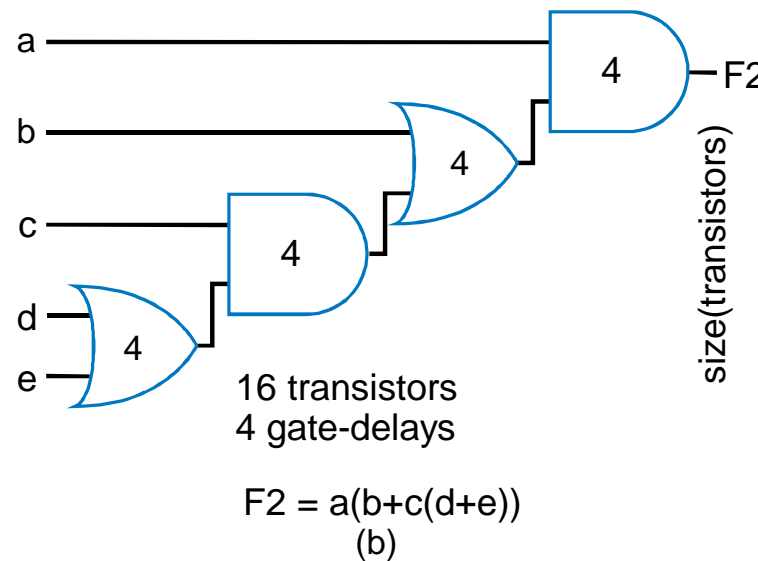 a
4
F2
b
4
size(transistors)
c
4
d
4
e
16 transistors
4 gate-delays
F2 = a(b+c(d+e))
(b)